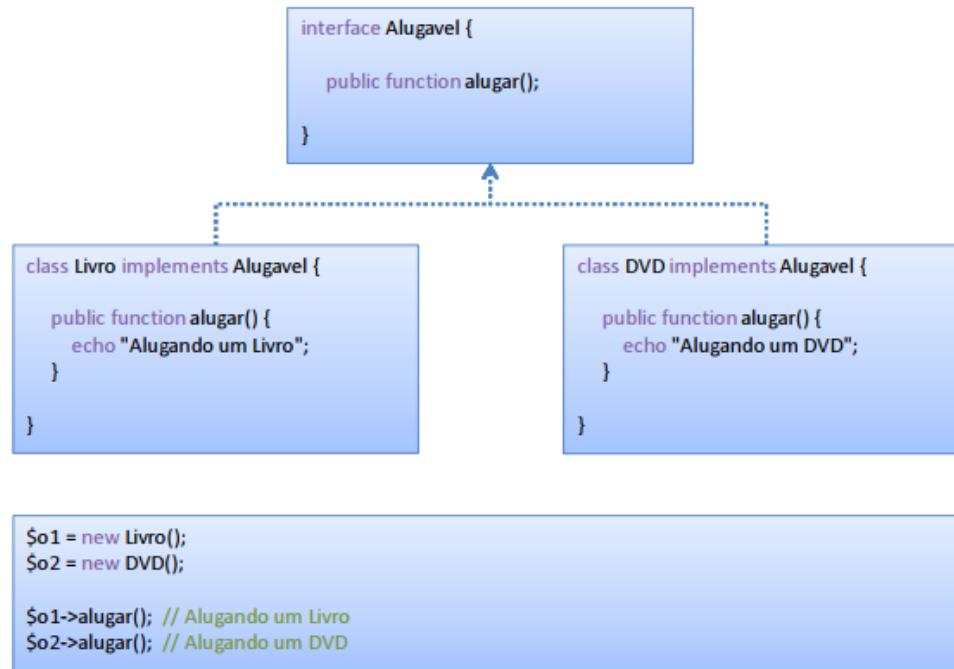 interface Alugavel {
public function alugar();
}
class Livro implements Alugavel {
public function alugar() {
echo "Alugando um Livro";
}
}
class DVD implements Alugavel {
public function alugar() {
echo "Alugando um DVD";
}
}
$o1 = new Livro();
$o2 = new DVD();
$o1->alugar(); // Alugando um Livro
$o2->alugar(); // Alugando um DVD